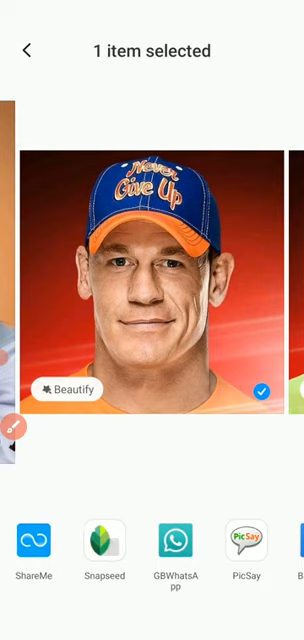 1 item selected
Never
Give Up
Beautify
ShareMe
Snapseed
GBWhatsA
pp
PicSay
PicSay
B